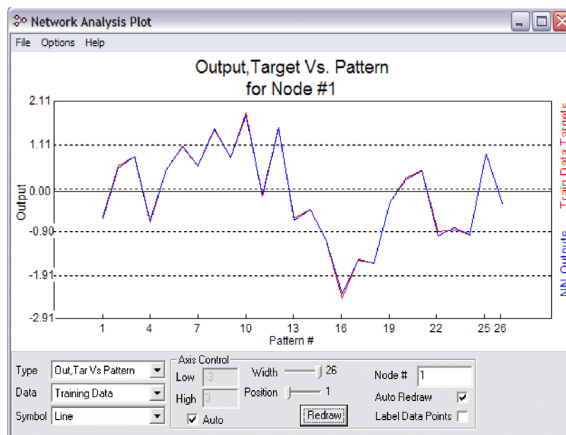 Network Analysis Plot
File Options Help
Output,Target Vs. Pattern
for Node #1
2.11
1.11
0.00
-0.90
-1.91
-2.91
Output
1 4 7 10 13 16 19 22 25 26
Pattern #
Train Data Targets
NN Outputs
Type Out,Tar Vs Pattern
Data Training Data
Symbol Line
Axis Control
Low -3
High 3
Auto
Width 26
Position 1
Redraw
Node # 1
Auto Redraw
Label Data Points